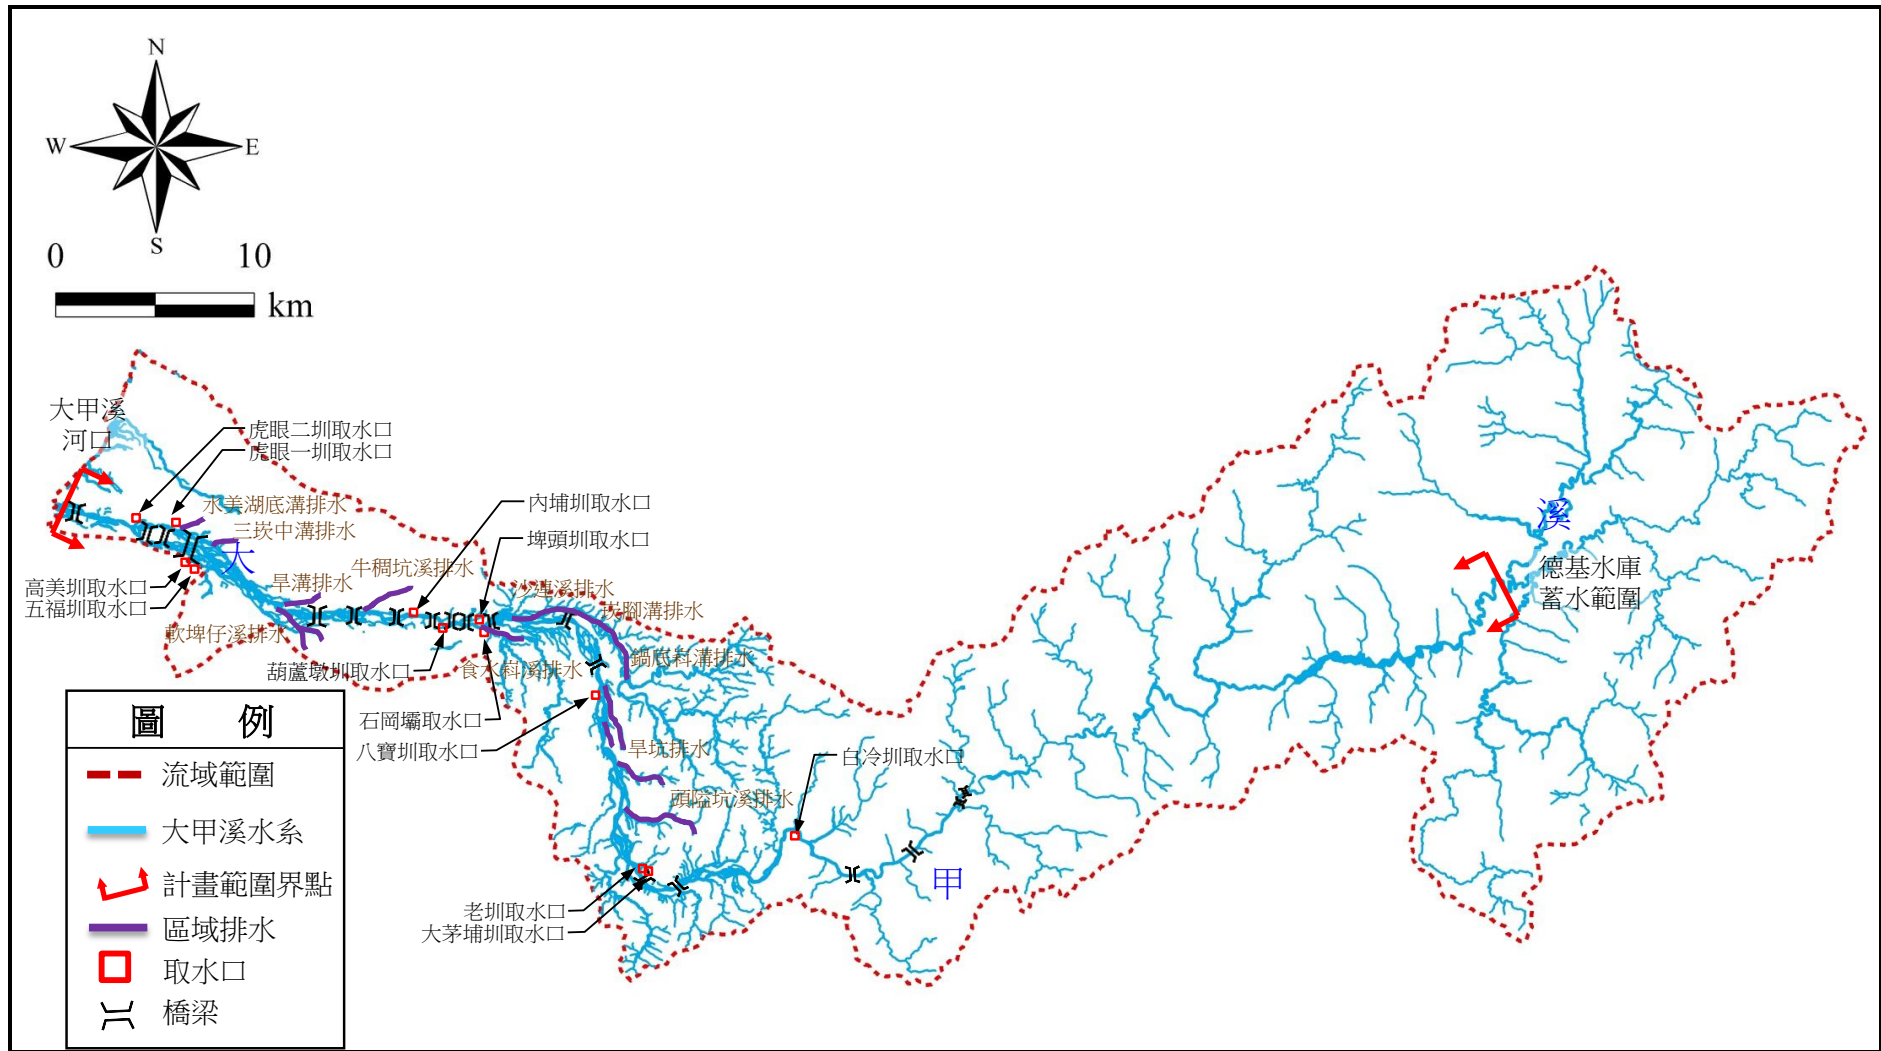 N
W
E
S
0
10
km
大甲溪
河口
虎眼二圳取水口
虎眼一圳取水口
水美湖底溝排水
三崁中溝排水
大
高美圳取水口
五福圳取水口
旱溝排水
牛稠坑溪排水
軟埤仔溪排水
內埔圳取水口
埤頭圳取水口
沙連溪排水
坑腳溝排水
鍋底科溝排水
葫蘆墩圳取水口
食水嵙溪排水
石岡壩取水口
八寶圳取水口
旱坑排水
頭隘坑溪排水
白冷圳取水口
老圳取水口
大茅埔圳取水口
甲
溪
德基水庫
蓄水範圍
圖 例
流域範圍
大甲溪水系
計畫範圍界點
區域排水
取水口
橋梁